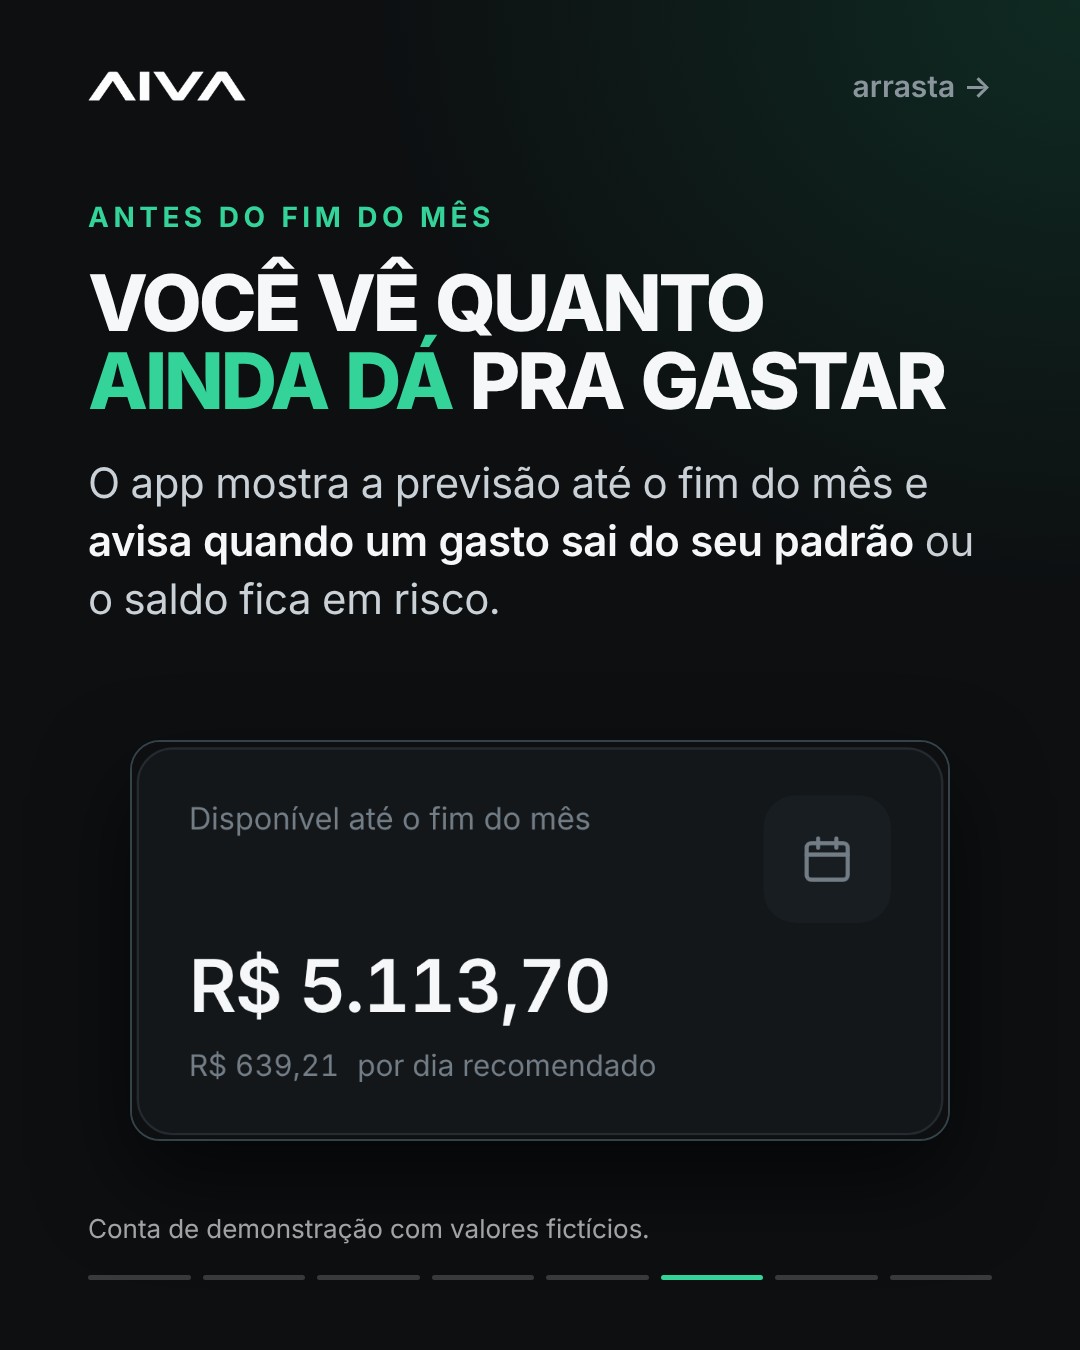 AIVA
arrasta →
ANTES DO FIM DO MÊS
VOCÊ VÊ QUANTO
AINDA DÁ PRA GASTAR
O app mostra a previsão até o fim do mês e
avisa quando um gasto sai do seu padrão ou
o saldo fica em risco.
Disponível até o fim do mês
R$ 5.113,70
R$ 639,21 por dia recomendado
Conta de demonstração com valores fictícios.